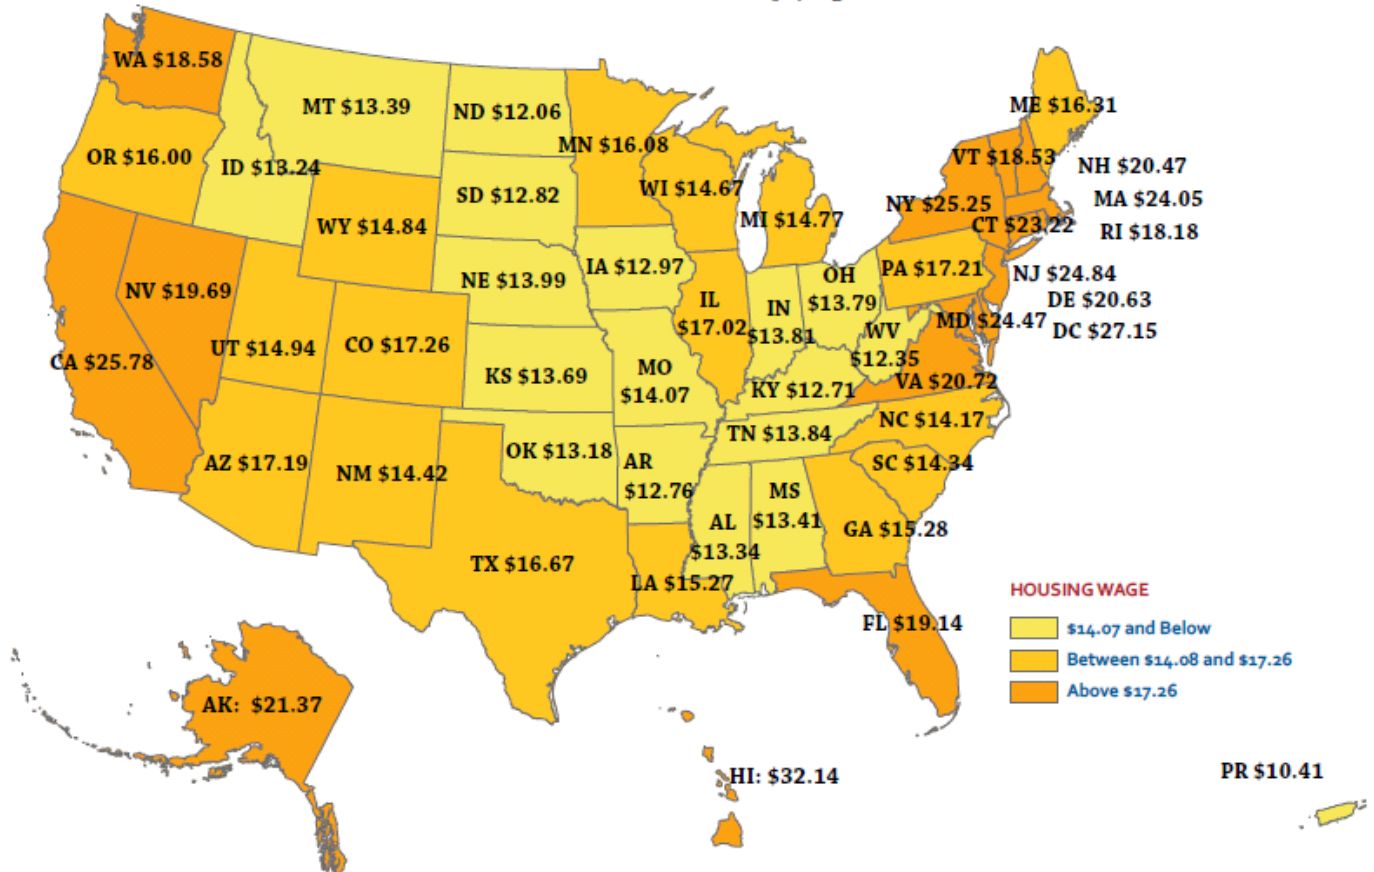 WA $18.58
MT $13.39
ND $12.06
ME $16.31
OR $16.00
ID $13.24
MN $16.08
VT $18.53
NH $20.47
SD $12.82
WI $14.67
MA $24.05
WY $14.84
MI $14.77
NY $25.25
CT $23.22
RI $18.18
NE $13.99
IA $12.97
OH
$13.79
PA $17.21
NJ $24.84
NV $19.69
IL
$17.02
IN
$13.81
DE $20.63
MD $24.47
DC $27.15
UT $14.94
CO $17.26
WV
$12.35
CA $25.78
KS $13.69
MO
$14.07
KY $12.71
VA $20.72
NC $14.17
TN $13.84
AZ $17.19
NM $14.42
OK $13.18
AR
$12.76
SC $14.34
MS
$13.41
AL
$13.34
GA $15.28
TX $16.67
LA $15.27
FL $19.14
HOUSING WAGE
$14.07 and Below
Between $14.08 and $17.26
Above $17.26
AK: $21.37
HI: $32.14
PR $10.41